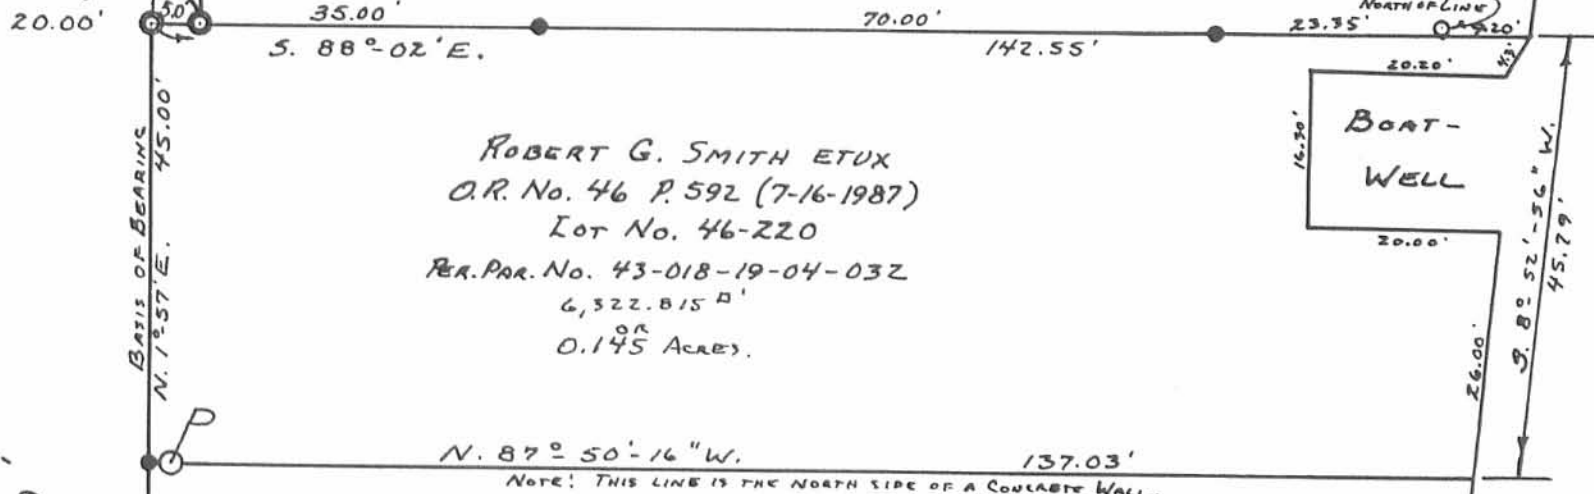 NORTH OF LINE)
20.00'
5.0'
35.00'
70.00'
23.35'
4.20'
S. 88°-02' E.
142.55'
4.3'
20.20'
BASIS OF BEARING
N. 1°-57' E. 45.00'
ROBERT G. SMITH ETUX
O.R. No. 46 P. 592 (7-16-1987)
LOT No. 46-220
PER. PAR. No. 43-018-19-04-032
6,322.815 □'
OR
0.145 ACRES.
16.30'
BOAT-
WELL
20.00'
S. 8°-52'-56" W.
45.79'
26.00'
P
N. 87°-50'-16" W.
137.03'
NOTE: THIS LINE IS THE NORTH SIDE OF A CONCRETE WALL